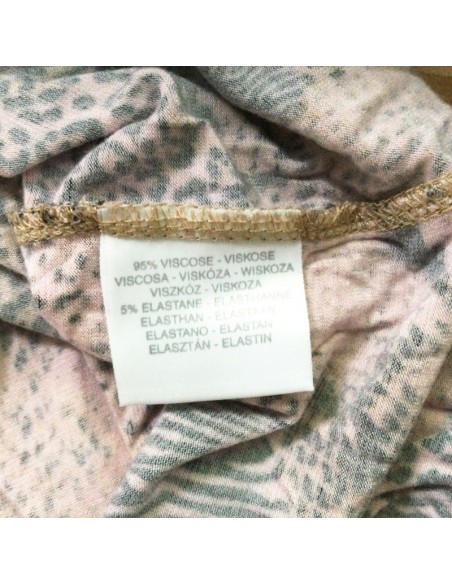 95% VISCOSE - VISKOSE
VISCOSA - VISKÓZA - WISKOZA
VISZKÓZ - VISKOZA
5% ELASTANE - ELASTHANNE
ELASTHAN - ELASTAN
ELASTANO - ELASTAN
ELASZTÁN - ELASTIN